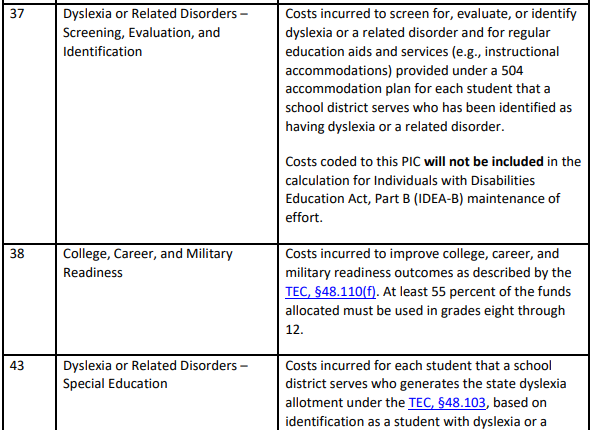 37
Dyslexia or Related Disorders –
Screening, Evaluation, and
Identification
Costs incurred to screen for, evaluate, or identify
dyslexia or a related disorder and for regular
education aids and services (e.g., instructional
accommodations) provided under a 504
accommodation plan for each student that a
school district serves who has been identified as
having dyslexia or a related disorder.
Costs coded to this PIC will not be included in the
calculation for Individuals with Disabilities
Education Act, Part B (IDEA-B) maintenance of
effort.
38
College, Career, and Military
Readiness
Costs incurred to improve college, career, and
military readiness outcomes as described by the
TEC, §48.110(f). At least 55 percent of the funds
allocated must be used in grades eight through
12.
43
Dyslexia or Related Disorders –
Special Education
Costs incurred for each student that a school
district serves who generates the state dyslexia
allotment under the TEC, §48.103, based on
identification as a student with dyslexia or a